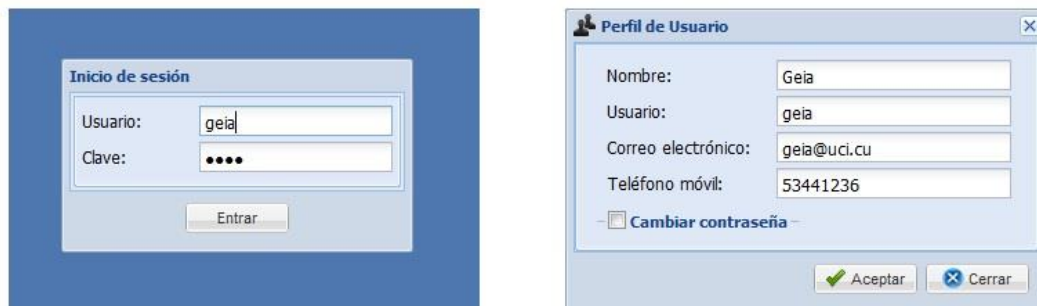 Inicio de sesión
Usuario: geia
Clave: ••••
Entrar
Perfil de Usuario
Nombre: Geia
Usuario: geia
Correo electrónico: geia@uci.cu
Teléfono móvil: 53441236
Cambiar contraseña
Aceptar Cerrar